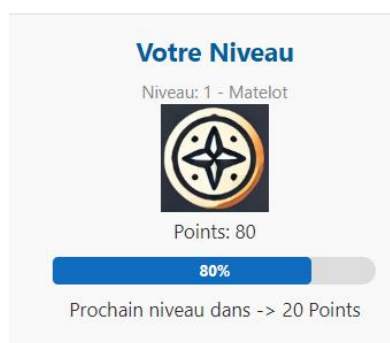 Votre Niveau
Niveau: 1 - Matelot
Points: 80
80%
Prochain niveau dans -> 20 Points